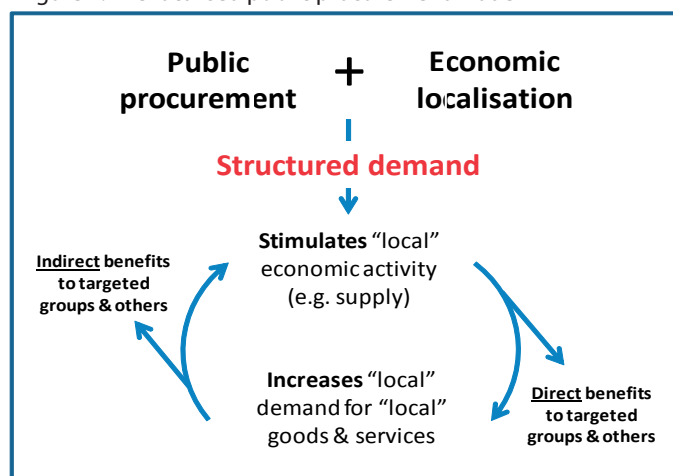 Public
procurement
+
Economic
localisation
Structured demand
Stimulates “local”
economic activity
(e.g. supply)
Indirect benefits
to targeted
groups & others
Increases “local”
demand for “local”
goods & services
Direct benefits
to targeted
groups & others